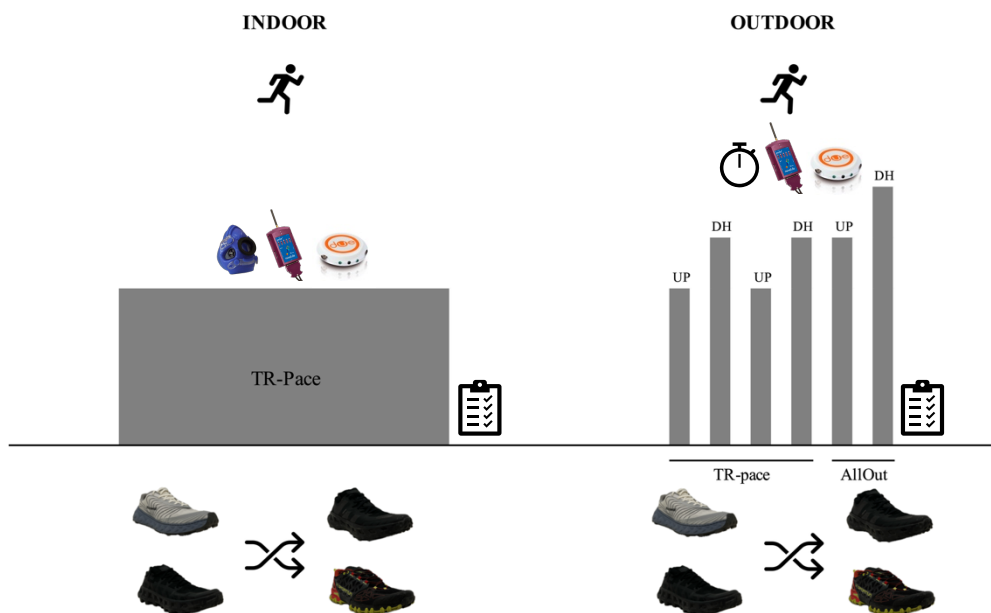 INDOOR
OUTDOOR
DH
DH
DH
UP
UP
UP
TR-Pace
TR-pace
AllOut